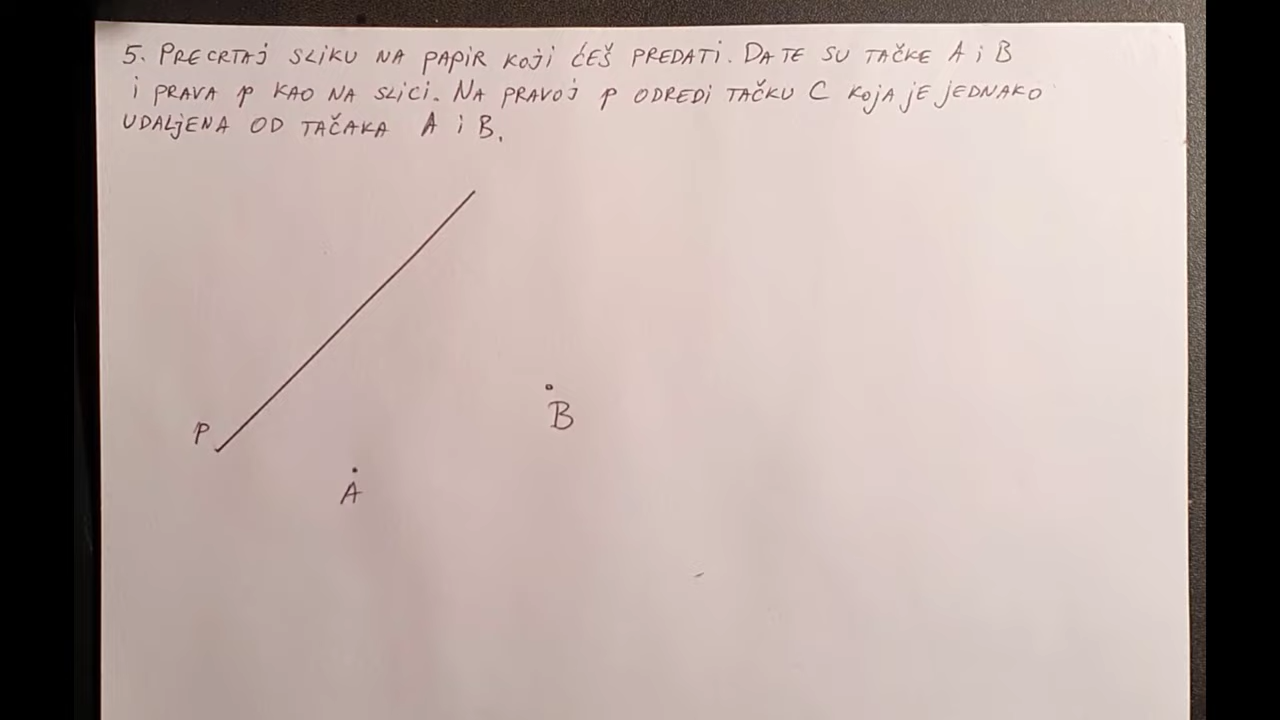 5. PRECRTAJ SLIKU NA PAPIR KOJI ĆEŠ PREDATI. DATE SU TAČKE A i B
i PRAVA p KAO NA SLICI. NA PRAVOJ p ODREDI TAČKU C KOJA JE JEDNAKO
UDALJENA OD TAČAKA A i B.
p
B
A